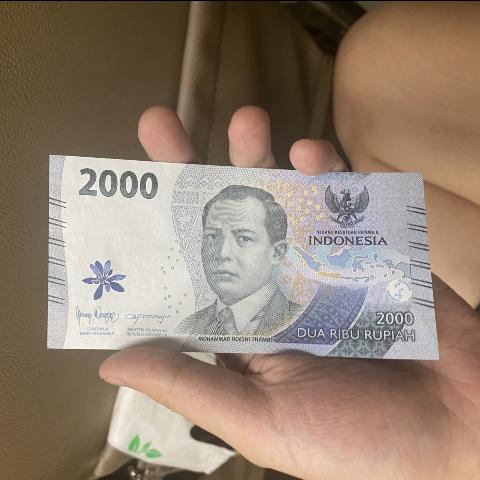 2000
NEGARA KESATUAN REPUBLIK
INDONESIA
GUBERNUR
BANK INDONESIA
MENTERI KEUANGAN
REPUBLIK INDONESIA
MOHAMMAD HOESNI THAMRIN
2000
DUA RIBU RUPIAH